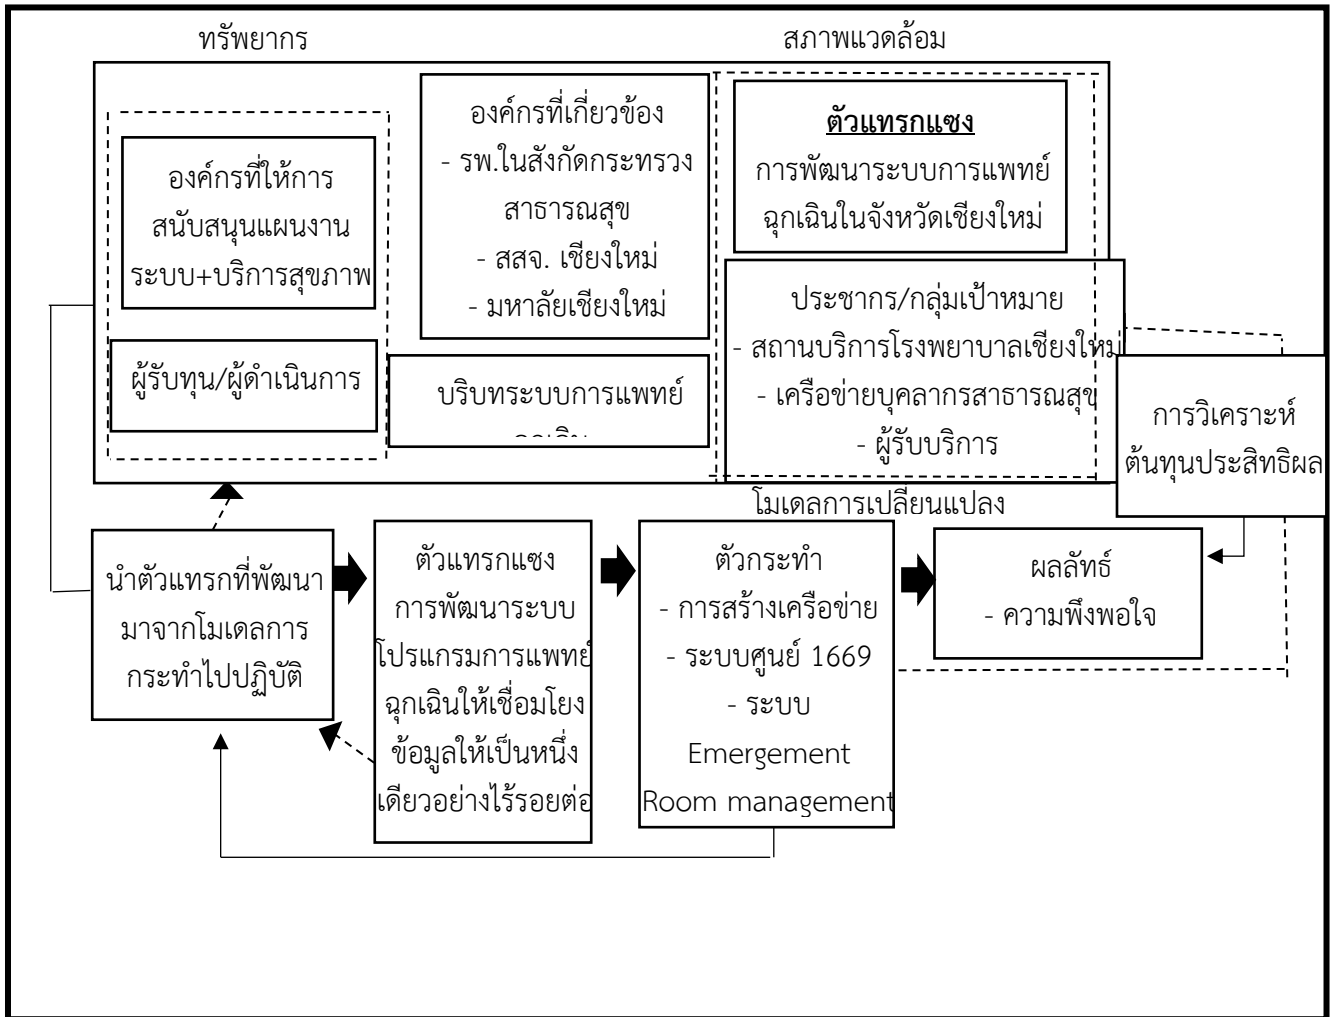 ทรัพยากร
สภาพแวดล้อม
องค์กรที่ให้การ
สนับสนุนแผนงาน
ระบบ+บริการสุขภาพ
ผู้รับทุน/ผู้ดำเนินการ
องค์กรที่เกี่ยวข้อง
- รพ.ในสังกัดกระทรวง
สาธารณสุข
- สสจ. เชียงใหม่
- มหาลัยเชียงใหม่
บริบทระบบการแพทย์
ตัวแทรกแซง
การพัฒนาระบบการแพทย์
ฉุกเฉินในจังหวัดเชียงใหม่
ประชากร/กลุ่มเป้าหมาย
- สถานบริการโรงพยาบาลเชียงใหม่
- เครือข่ายบุคลากรสาธารณสุข
- ผู้รับบริการ
การวิเคราะห์
ต้นทุนประสิทธิผล
โมเดลการเปลี่ยนแปลง
นำตัวแทรกที่พัฒนา
มาจากโมเดลการ
กระทำไปปฏิบัติ
ตัวแทรกแซง
การพัฒนาระบบ
โปรแกรมการแพทย์
ฉุกเฉินให้เชื่อมโยง
ข้อมูลให้เป็นหนึ่ง
เดียวอย่างไร้รอยต่อ
ตัวกระทำ
- การสร้างเครือข่าย
- ระบบศูนย์ 1669
- ระบบ
Emergement
Room management
ผลลัทธ์
- ความพึงพอใจ